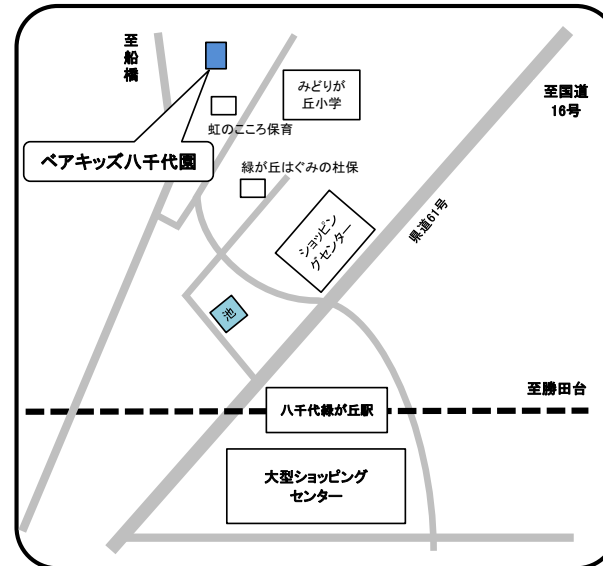 至船橋
みどりが
丘小学
至国道
16号
虹のこころ保育
ベアキッズ八千代園
緑が丘はぐみの杜保
ショッピン
グセンター
県道61号
池
至勝田台
八千代緑が丘駅
大型ショッピング
センター